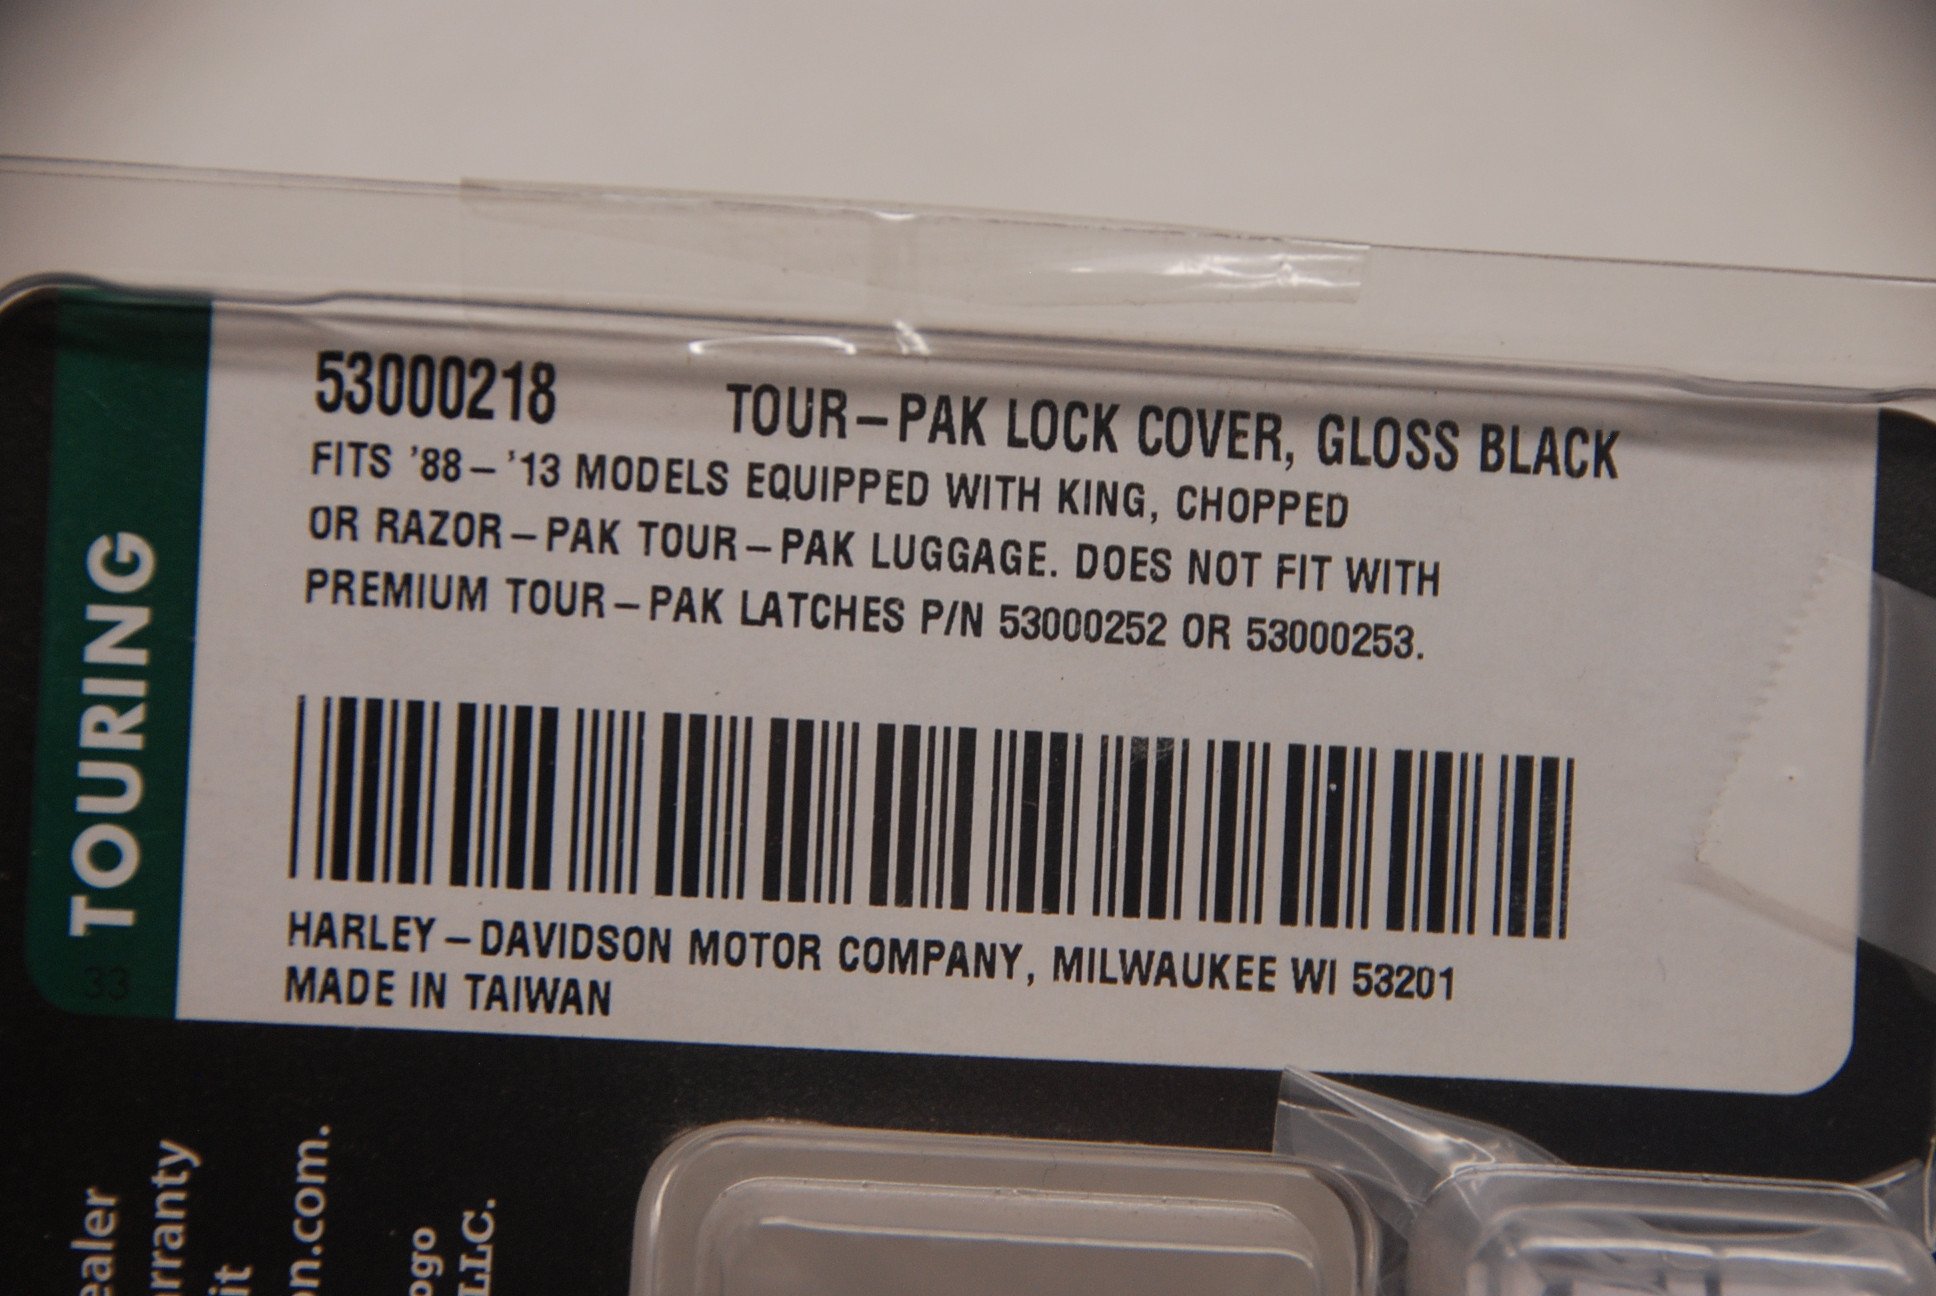 53000218 TOUR-PAK LOCK COVER, GLOSS BLACK
FITS '88-'13 MODELS EQUIPPED WITH KING, CHOPPED
OR RAZOR-PAK TOUR-PAK LUGGAGE. DOES NOT FIT WITH
PREMIUM TOUR-PAK LATCHES P/N 53000252 OR 53000253.
HARLEY-DAVIDSON MOTOR COMPANY, MILWAUKEE WI 53201
MADE IN TAIWAN
TOURING
33
ealer
arranty
it
on.com.
ogo
LLC.